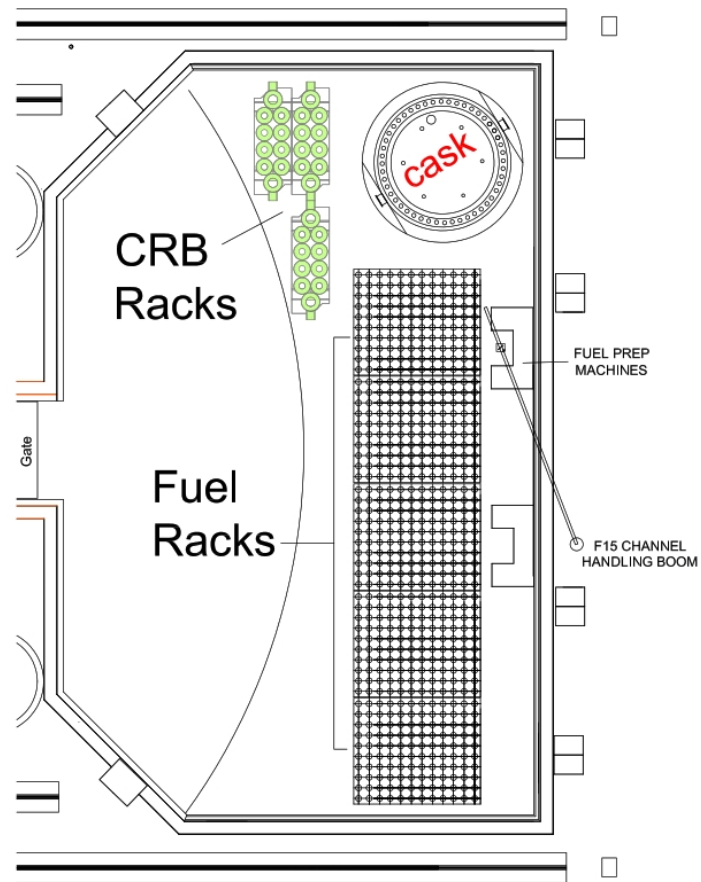 cask
CRB
Racks
FUEL PREP
MACHINES
Gate
Fuel
Racks
F15 CHANNEL
HANDLING BOOM